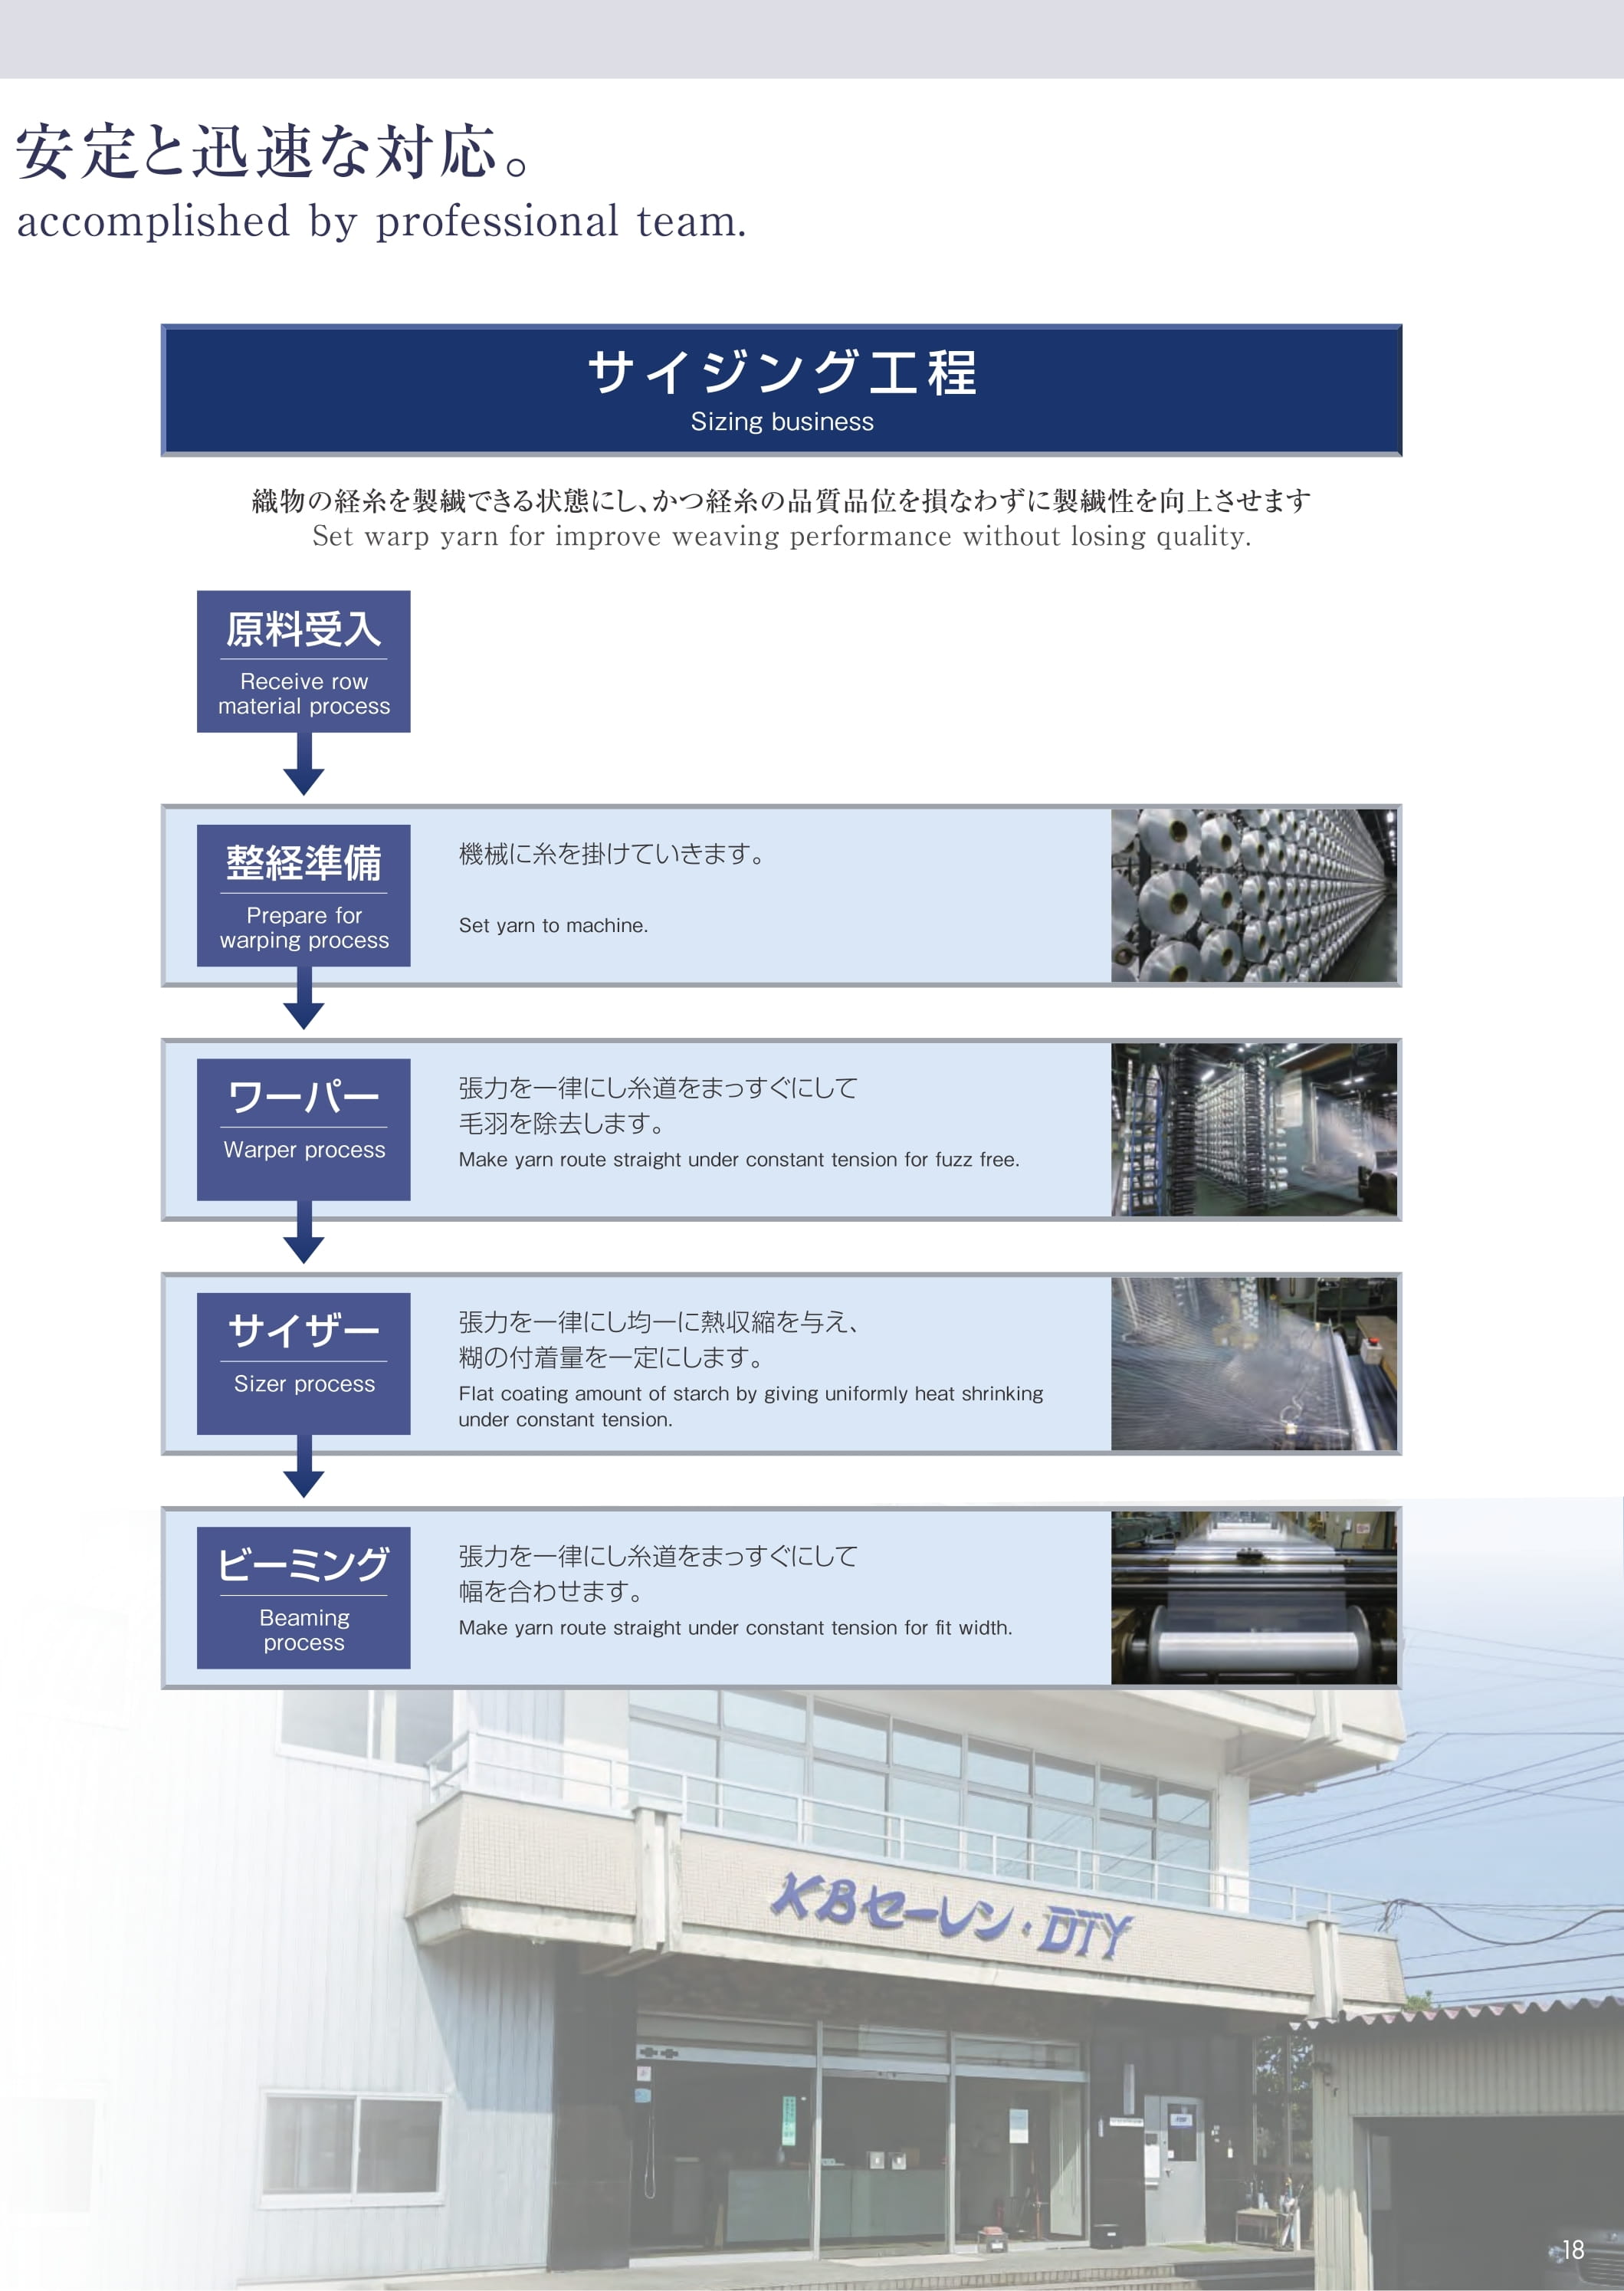 安定と迅速な対応。
accomplished by professional team.
サイジング工程
Sizing business
織物の経糸を製繊できる状態にし、かつ経糸の品質品位を損なわずに製繊性を向上させます
Set warp yarn for improve weaving performance without losing quality.
原料受入
Receive row
material process
整経準備
Prepare for
warping process
機械に糸を掛けていきます。
Set yarn to machine.
ワーパー
Warper process
張力を一律にし糸道をまっすぐにして
毛羽を除去します。
Make yarn route straight under constant tension for fuzz free.
サイザー
Sizer process
張力を一律にし均一に熱収縮を与え、
糊の付着量を一定にします。
Flat coating amount of starch by giving uniformly heat shrinking
under constant tension.
ビーミング
Beaming
process
張力を一律にし糸道をまっすぐにして
幅を合わせます。
Make yarn route straight under constant tension for fit width.
KBセーレン・DTY
18